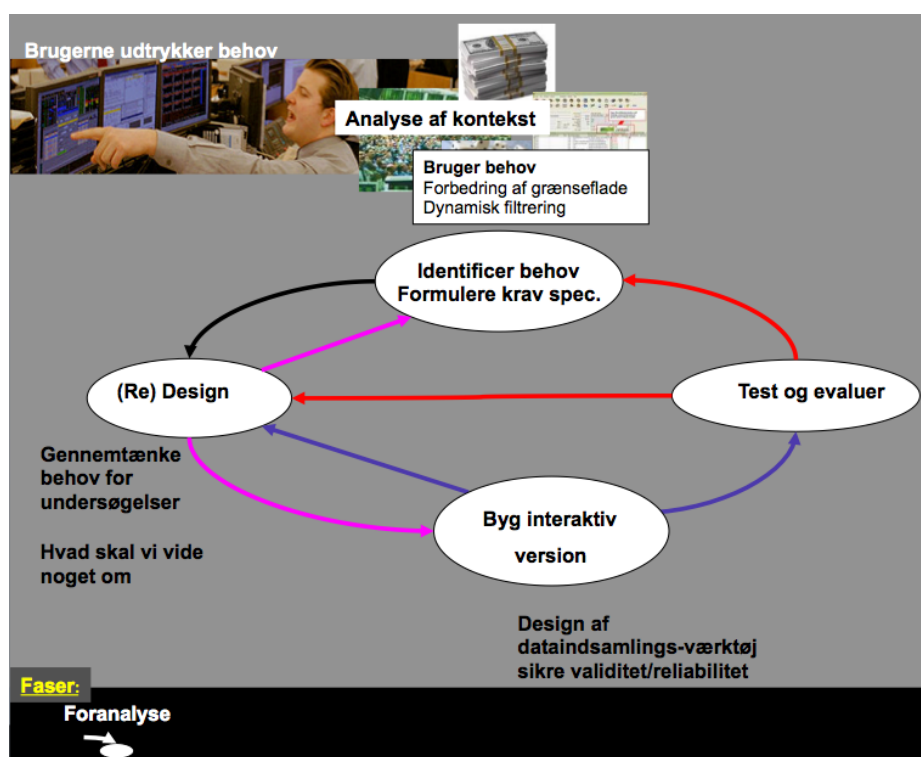 Brugerne udtrykker behov
Analyse af kontekst
Bruger behov
Forbedring af grænseflade
Dynamisk filtrering
Identificer behov
Formulere krav spec.
(Re) Design
Test og evaluer
Gennemtænke
behov for
undersøgelser
Hvad skal vi vide
noget om
Byg interaktiv
version
Design af
dataindsamlings-værktøj
sikre validitet/reliabilitet
Faser:
Foranalyse